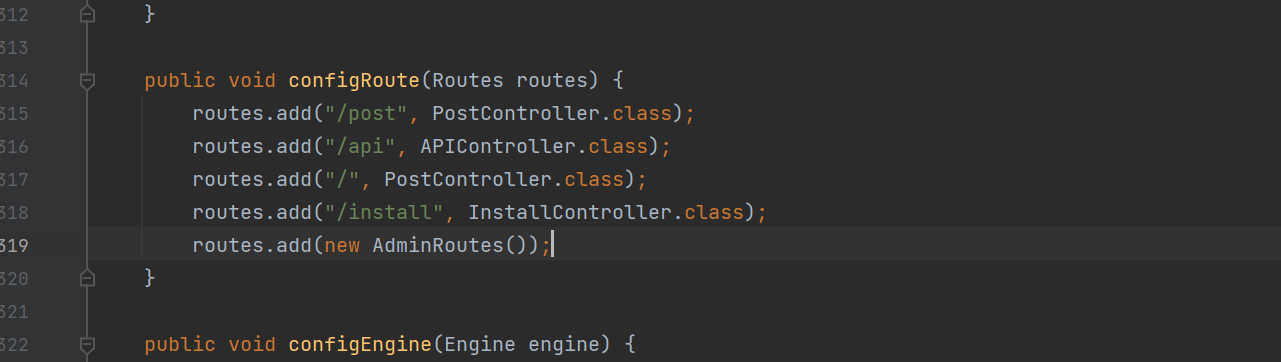 312 }
313
314 public void configRoute(Routes routes) {
315 routes.add("/post", PostController.class);
316 routes.add("/api", APIController.class);
317 routes.add("/", PostController.class);
318 routes.add("/install", InstallController.class);
319 routes.add(new AdminRoutes());
320 }
321
322 public void configEngine(Engine engine) {